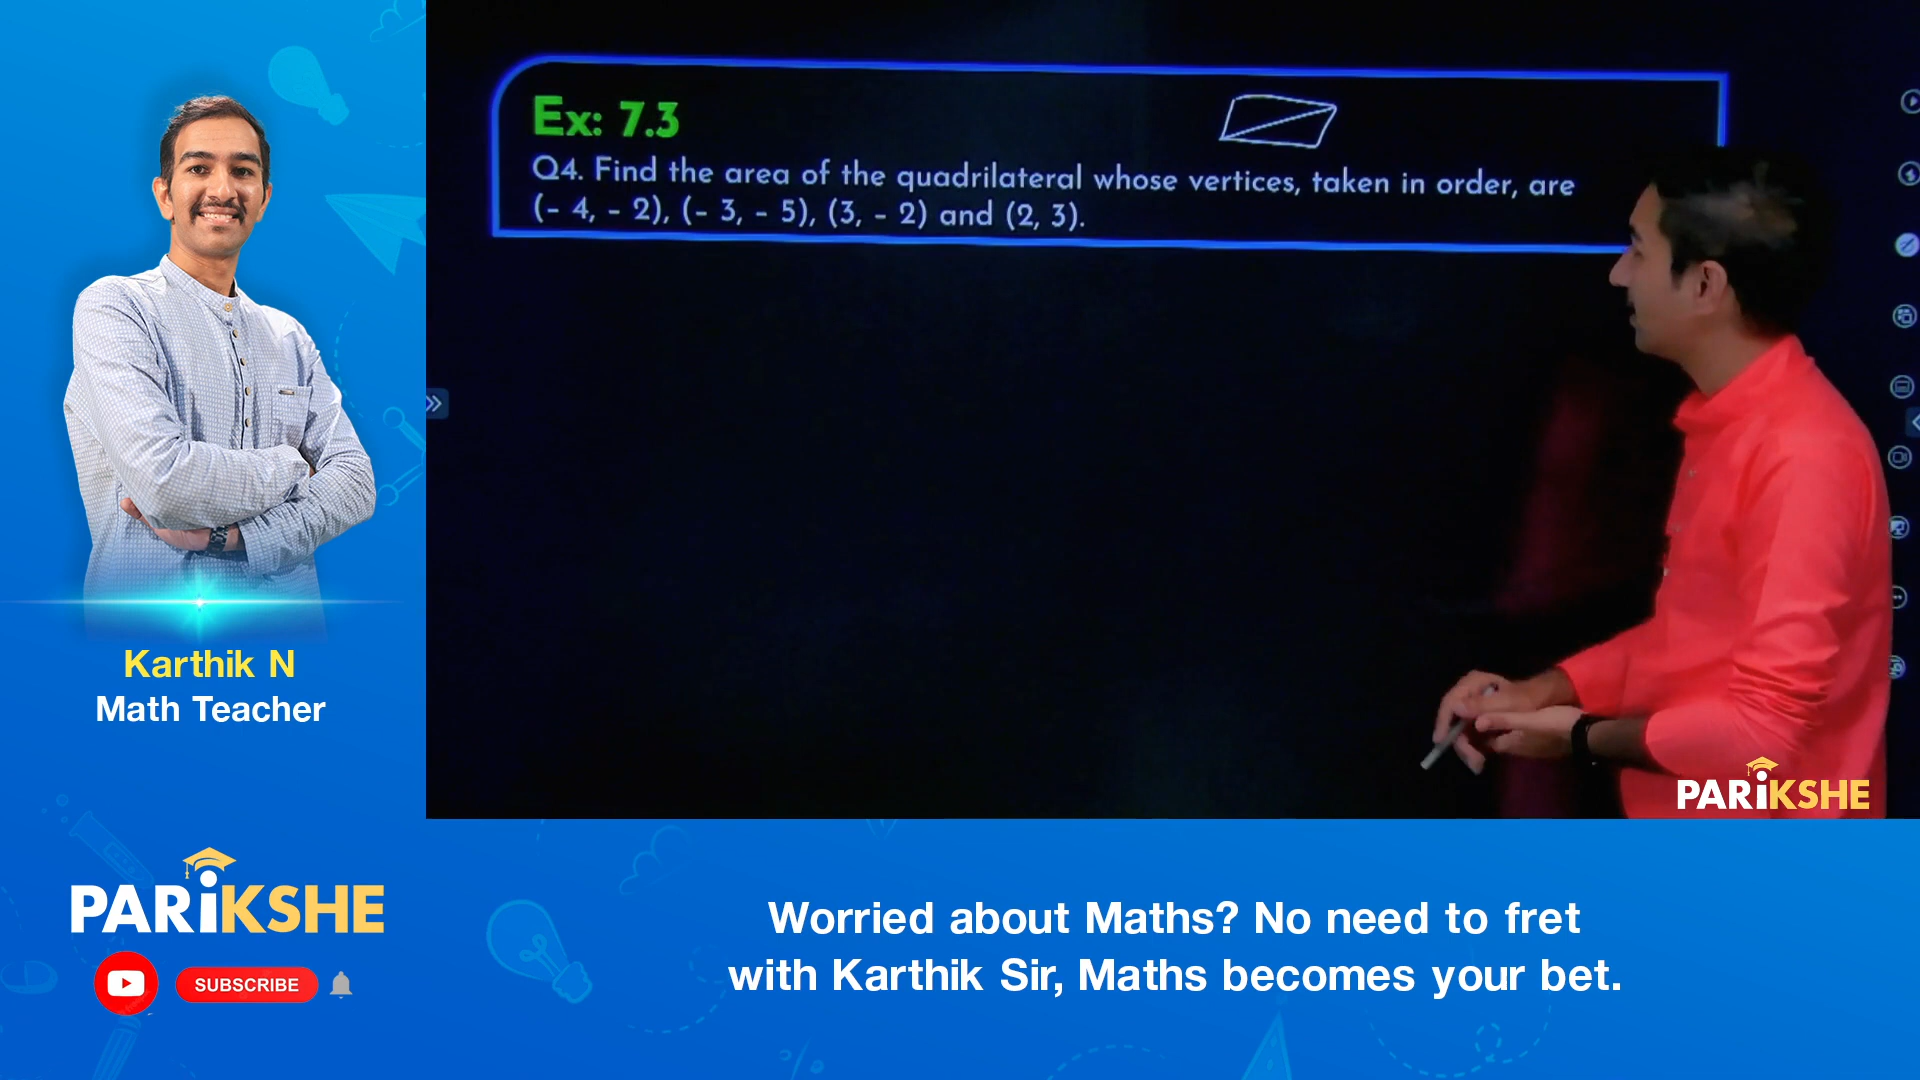 Ex: 7.3
Q4. Find the area of the quadrilateral whose vertices, taken in order, are
(- 4, - 2), (- 3, - 5), (3, - 2) and (2, 3).
Karthik N
Math Teacher
PARiKSHE
PARiKSHE
SUBSCRIBE
Worried about Maths? No need to fret
with Karthik Sir, Maths becomes your bet.